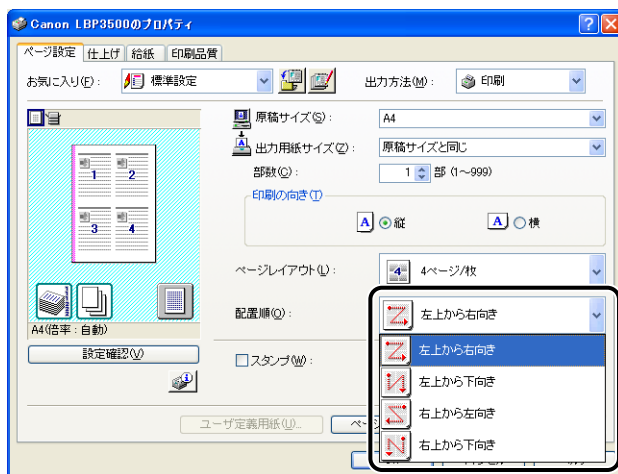 Canon LBP3500のプロパティ
ページ設定 仕上げ 給紙 印刷品質
お気に入り(F): 標準設定 出力方法(M): 印刷
原稿サイズ(S): A4
出力用紙サイズ(Z): 原稿サイズと同じ
部数(C): 1 部 (1~999)
印刷の向き(T)
A 縦 A 横
1 2
3 4
ページレイアウト(L): 4 4ページ/枚
配置順(O): 左上から右向き
A4(倍率:自動)
設定確認(V)
スタンプ(W):
左上から右向き
左上から下向き
右上から左向き
右上から下向き
ユーザ定義用紙(U)...